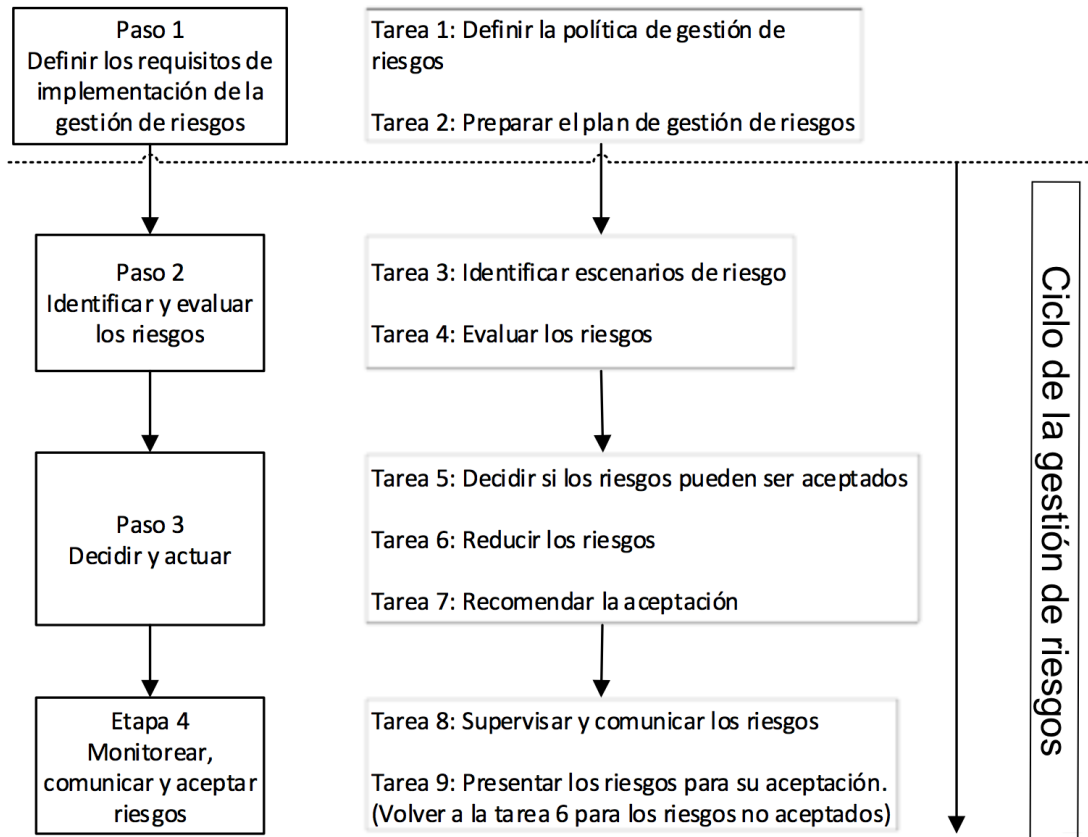 Paso 1
Definir los requisitos de
implementación de la
gestión de riesgos
Tarea 1: Definir la política de gestión de
riesgos
Tarea 2: Preparar el plan de gestión de riesgos
Paso 2
Identificar y evaluar
los riesgos
Tarea 3: Identificar escenarios de riesgo
Tarea 4: Evaluar los riesgos
Paso 3
Decidir y actuar
Tarea 5: Decidir si los riesgos pueden ser aceptados
Tarea 6: Reducir los riesgos
Tarea 7: Recomendar la aceptación
Etapa 4
Monitorear,
comunicar y aceptar
riesgos
Tarea 8: Supervisar y comunicar los riesgos
Tarea 9: Presentar los riesgos para su aceptación.
(Volver a la tarea 6 para los riesgos no aceptados)
Ciclo de la gestión de riesgos